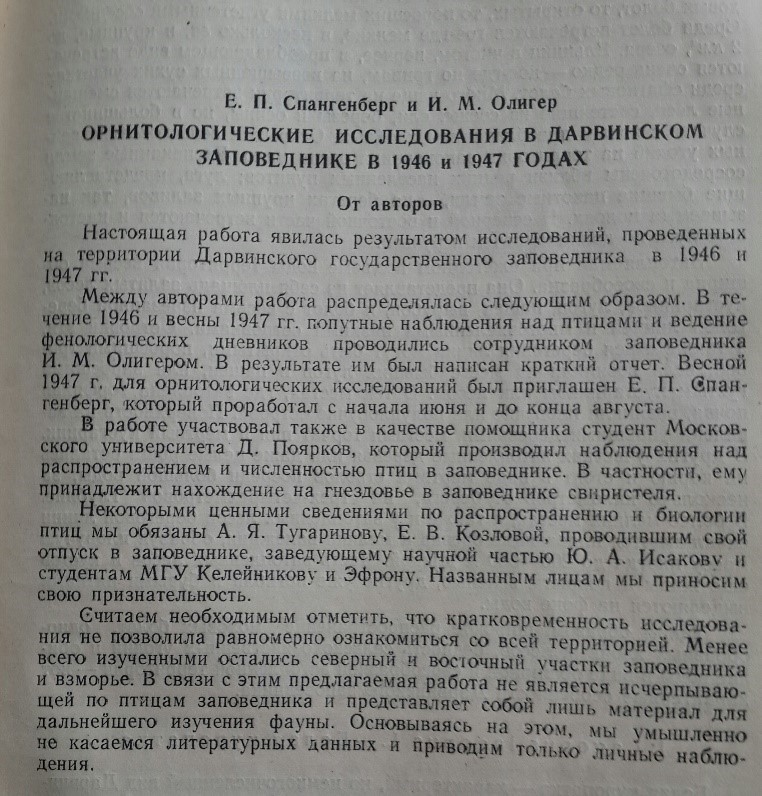 Е. П. Спангенберг и И. М. Олигер
ОРНИТОЛОГИЧЕСКИЕ ИССЛЕДОВАНИЯ В ДАРВИНСКОМ
ЗАПОВЕДНИКЕ В 1946 и 1947 ГОДАХ
От авторов
Настоящая работа явилась результатом исследований, проведенных
на территории Дарвинского государственного заповедника в 1946 и
1947 гг.
Между авторами работа распределялась следующим образом. В те-
чение 1946 и весны 1947 гг. попутные наблюдения над птицами и ведение
фенологических дневников проводились сотрудником заповедника
И. М. Олигером. В результате им был написан краткий отчет. Весной
1947 г. для орнитологических исследований был приглашен Е. П. Спан-
генберг, который проработал с начала июня и до конца августа.
В работе участвовал также в качестве помощника студент Москов-
ского университета Д. Поярков, который производил наблюдения над
распространением и численностью птиц в заповеднике. В частности, ему
принадлежит нахождение на гнездовье в заповеднике свиристеля.
Некоторыми ценными сведениями по распространению и биологии
птиц мы обязаны А. Я. Тугаринову, Е. В. Козловой, проводившим свой
отпуск в заповеднике, заведующему научной частью Ю. А. Исакову и
студентам МГУ Келейникову и Эфрону. Названным лицам мы приносим
свою признательность.
Считаем необходимым отметить, что кратковременность исследова-
ния не позволила равномерно ознакомиться со всей территорией. Менее
всего изученными остались северный и восточный участки заповедника
и взморье. В связи с этим предлагаемая работа не является исчерпываю-
щей по птицам заповедника и представляет собой лишь материал для
дальнейшего изучения фауны. Основываясь на этом, мы умышленно
не касаемся литературных данных и приводим только личные наблю-
дения.